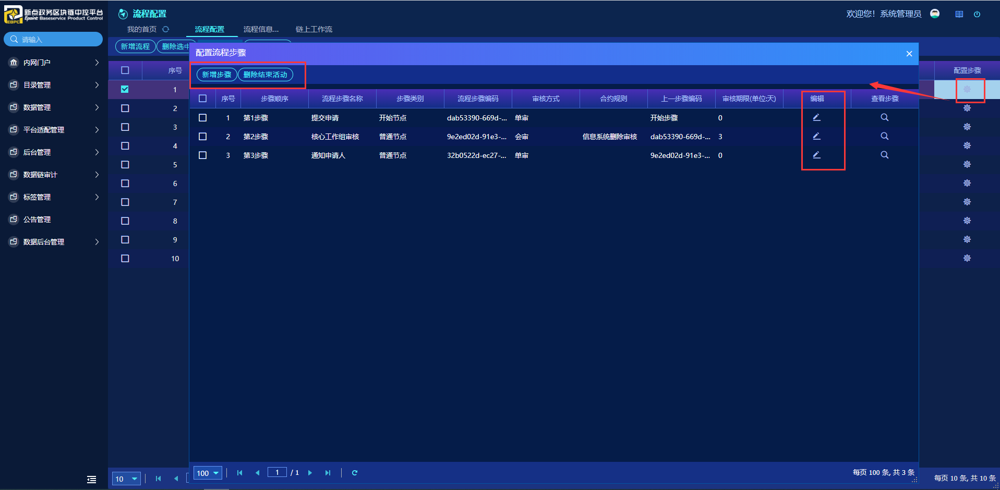 新点政务区块链中控平台
Epoint Baseservice Product Control
EBPC
流程配置
欢迎您！系统管理员
我的首页
流程配置
流程信息...
链上工作流
请输入
内网门户
目录管理
数据管理
平台适配管理
后台管理
数据链审计
标签管理
公告管理
数据后台管理
新增流程
删除选中
配置流程步骤
新增步骤
删除结束活动
序号
配置步骤
序号 步骤顺序 流程步骤名称 步骤类别 流程步骤编码 审核方式 合约规则 上一步骤编码 审核期限(单位:天) 编辑 查看步骤
1 第1步骤 提交申请 开始节点 dab53390-669d-... 单审 开始步骤 0
2 第2步骤 核心工作组审核 普通节点 9e2ed02d-91e3-... 会审 信息系统删除审核 dab53390-669d-... 3
3 第3步骤 通知申请人 普通节点 32b0522d-ec27-... 单审 9e2ed02d-91e3-... 0
1
2
3
4
5
6
7
8
9
10
100
1 / 1
每页 100 条, 共 3 条
10
每页 10 条, 共 10 条